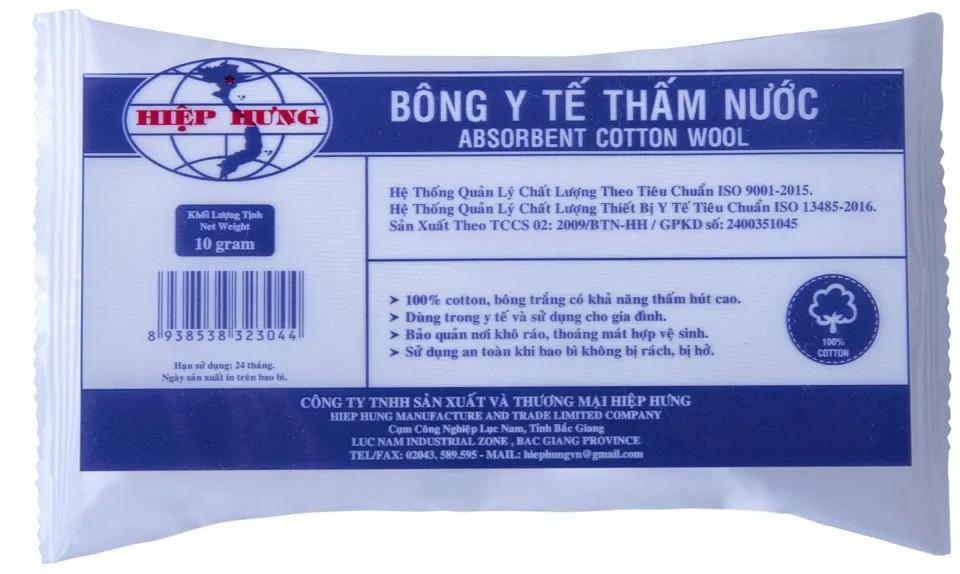 HIỆP HƯNG
BÔNG Y TẾ THẤM NƯỚC
ABSORBENT COTTON WOOL
Khối Lượng Tịnh
Net Weight
10 gram
8 938538 323044
Hạn sử dụng: 24 tháng.
Ngày sản xuất in trên bao bì.
Hệ Thống Quản Lý Chất Lượng Theo Tiêu Chuẩn ISO 9001-2015.
Hệ Thống Quản Lý Chất Lượng Thiết Bị Y Tế Tiêu Chuẩn ISO 13485-2016.
Sản Xuất Theo TCCS 02: 2009/BTN-HH / GPKD số: 2400351045
➤ 100% cotton, bông trắng có khả năng thấm hút cao.
➤ Dùng trong y tế và sử dụng cho gia đình.
➤ Bảo quản nơi khô ráo, thoáng mát hợp vệ sinh.
➤ Sử dụng an toàn khi bao bì không bị rách, bị hở.
100%
COTTON
CÔNG TY TNHH SẢN XUẤT VÀ THƯƠNG MẠI HIỆP HƯNG
HIEP HUNG MANUFACTURE AND TRADE LIMITED COMPANY
Cụm Công Nghiệp Lục Nam, Tỉnh Bắc Giang
LUC NAM INDUSTRIAL ZONE , BAC GIANG PROVINCE
TEL/FAX: 02043. 589.595 - MAIL: hiephungvn@gmail.com